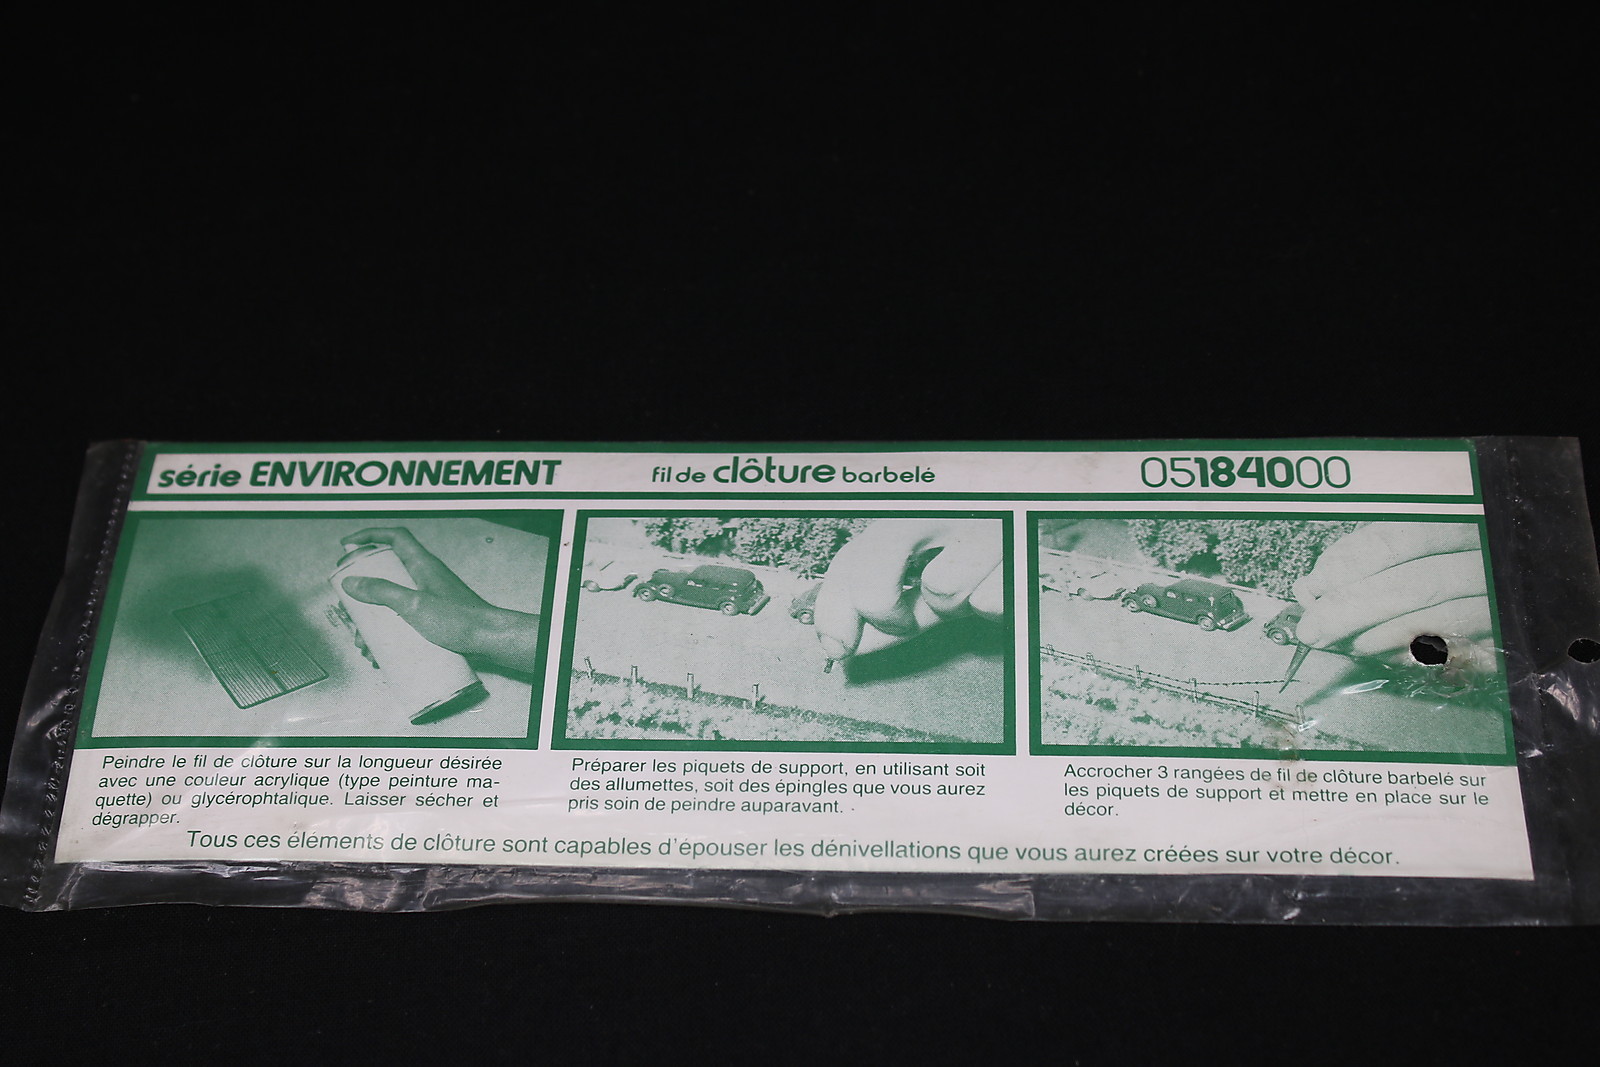 série ENVIRONNEMENT fil de clôture barbelé 05184000
Peindre le fil de clôture sur la longueur désirée
avec une couleur acrylique (type peinture ma-
quette) ou glycérophtalique. Laisser sécher et
dégrapper.
Préparer les piquets de support, en utilisant soit
des allumettes, soit des épingles que vous aurez
pris soin de peindre auparavant.
Accrocher 3 rangées de fil de clôture barbelé sur
les piquets de support et mettre en place sur le
décor.
Tous ces éléments de clôture sont capables d'épouser les dénivellations que vous aurez créées sur votre décor.